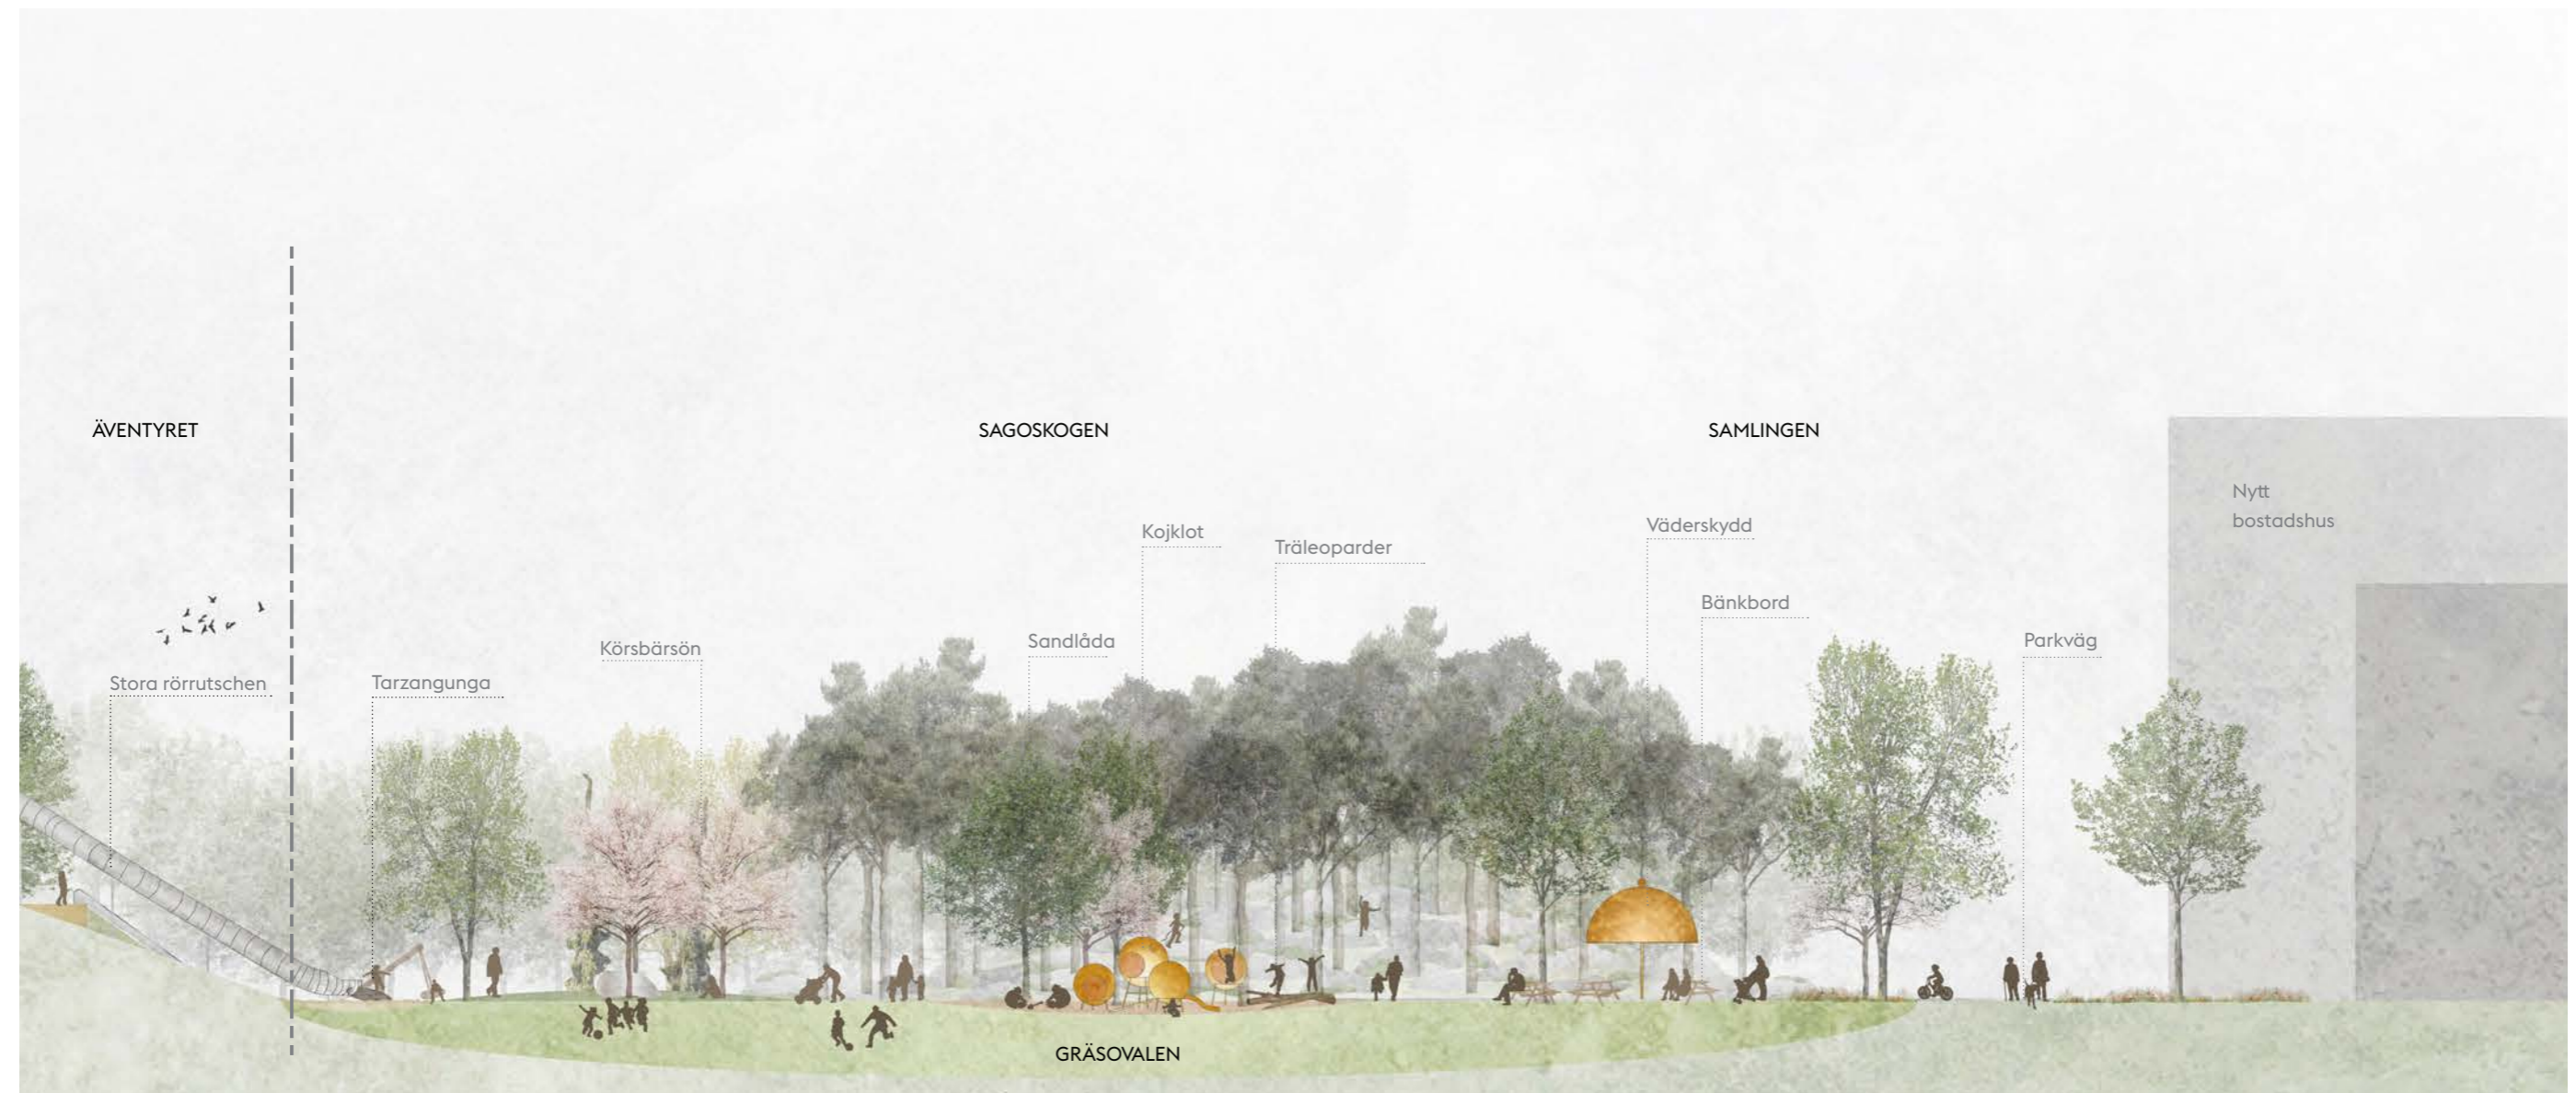 ÄVENTYRET
SAGOSKOGEN
SAMLINGEN
Nytt
bostadshus
Väderskydd
Kojklot
Träleoparder
Bänkbord
Parkväg
Sandlåda
Körsbärsön
Tarzangunga
Stora rörrutschen
GRÄSOVALEN